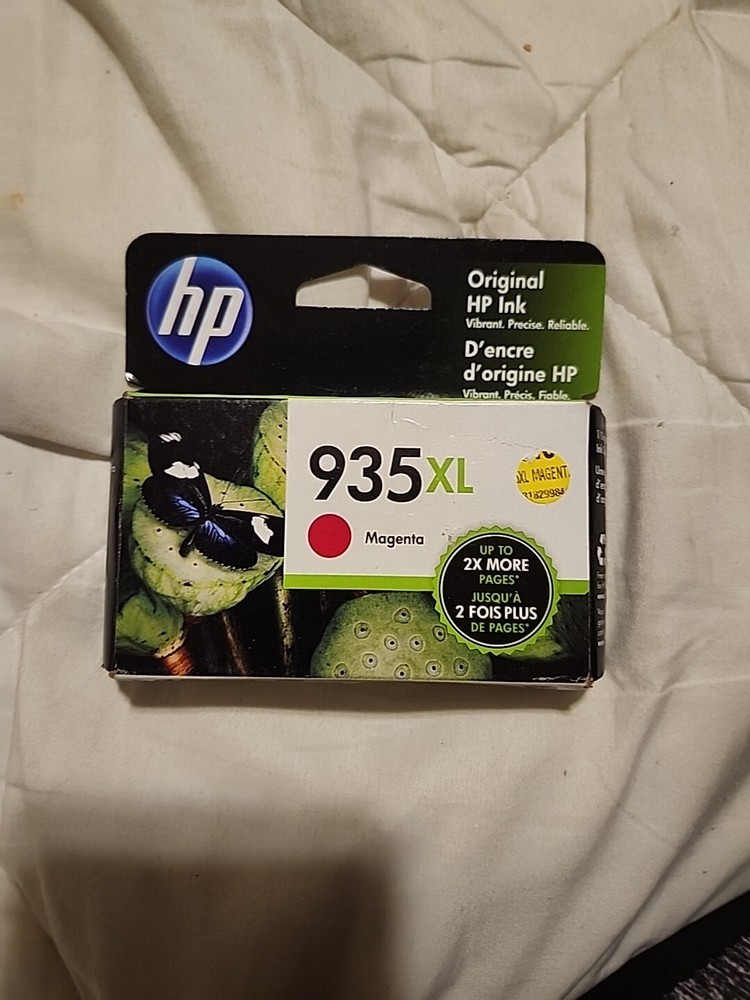 hp
Original
HP Ink
Vibrant. Precise. Reliable.
D'encre
d'origine HP
Vibrant. Précis. Fiable.
935XL
XL MAGENT
Magenta
UP TO
2X MORE
PAGES*
JUSQU'À
2 FOIS PLUS
DE PAGES*